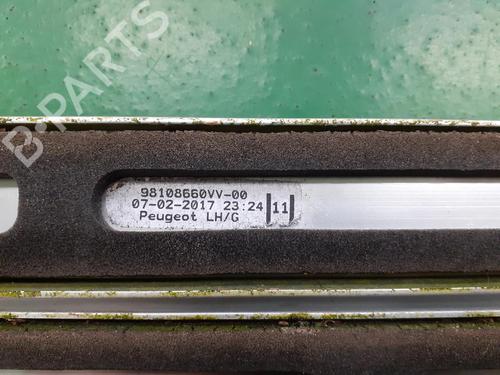 B-PARTS
98108660VV-00
07-02-2017 23:24
11
Peugeot LH/G